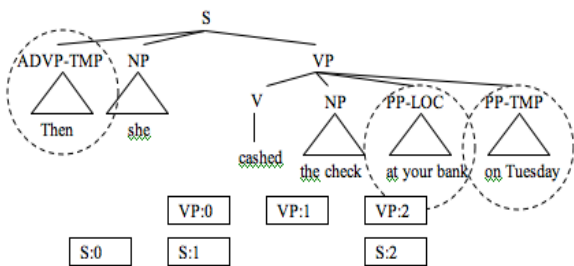 S
ADVP-TMP NP VP
V NP PP-LOC PP-TMP
Then she
cashed the check at your bank on Tuesday
VP:0 VP:1 VP:2
S:0 S:1 S:2